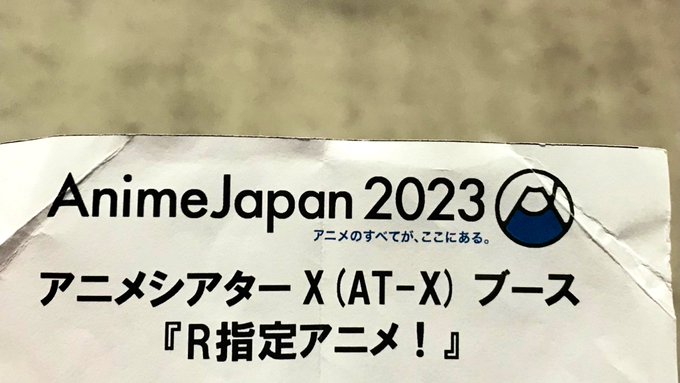 AnimeJapan 2023
アニメのすべてが、ここにある。
アニメシアター X(AT-X) ブース
『R指定アニメ!』